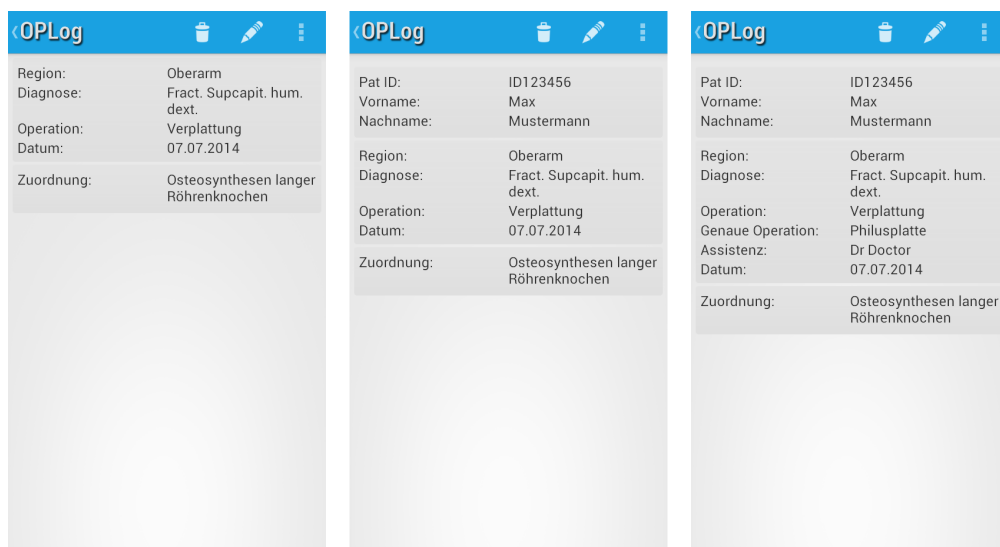 OPLog
Region: Oberarm
Diagnose: Fract. Supcapit. hum.
dext.
Operation: Verplattung
Datum: 07.07.2014
Zuordnung: Osteosynthesen langer
Röhrenknochen
OPLog
Pat ID: ID123456
Vorname: Max
Nachname: Mustermann
Region: Oberarm
Diagnose: Fract. Supcapit. hum.
dext.
Operation: Verplattung
Datum: 07.07.2014
Zuordnung: Osteosynthesen langer
Röhrenknochen
OPLog
Pat ID: ID123456
Vorname: Max
Nachname: Mustermann
Region: Oberarm
Diagnose: Fract. Supcapit. hum.
dext.
Operation: Verplattung
Genaue Operation: Philusplatte
Assistenz: Dr Doctor
Datum: 07.07.2014
Zuordnung: Osteosynthesen langer
Röhrenknochen